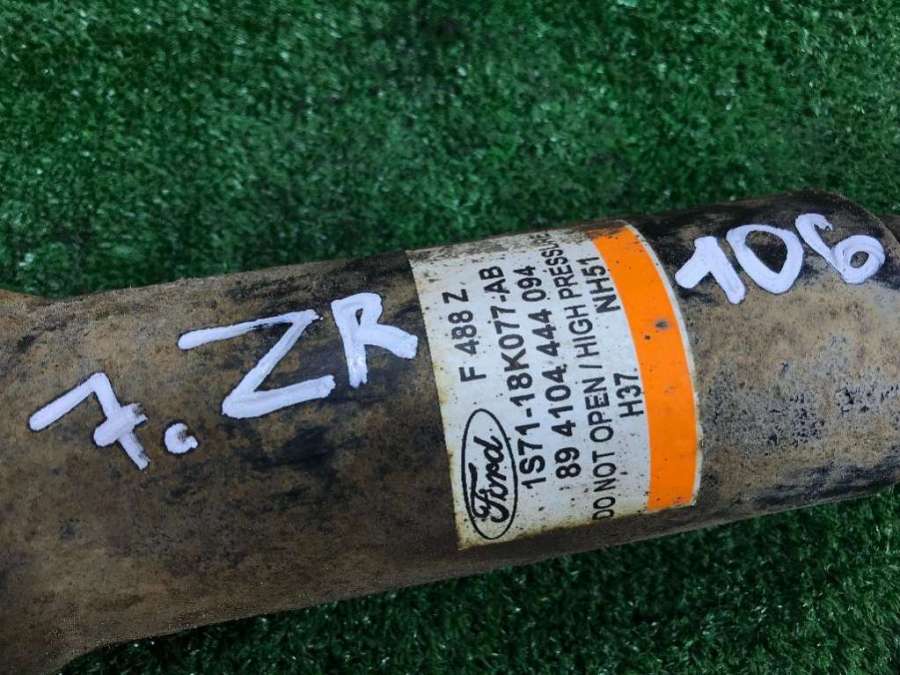 7. ZR
Ford
F 488 Z
1S71-18K077-AB
89 4104 444 094
DO NOT OPEN / HIGH PRESSURE
H37 NH51
106